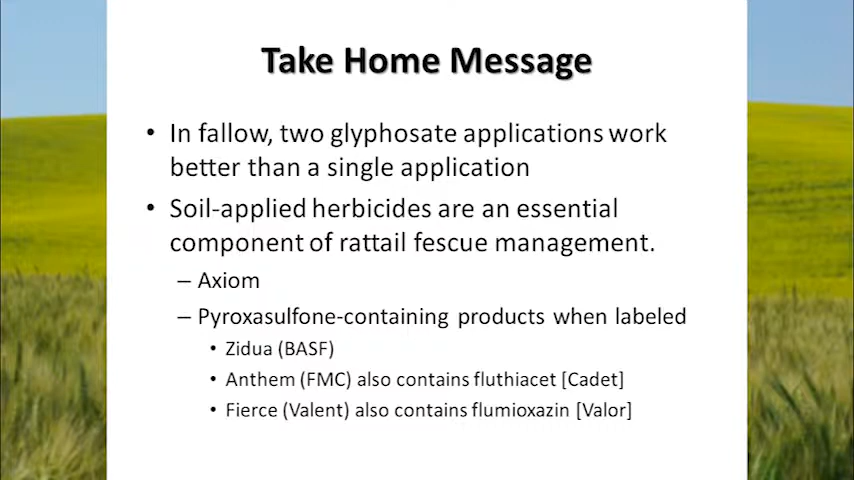 Take Home Message
• In fallow, two glyphosate applications work
better than a single application
• Soil-applied herbicides are an essential
component of rattail fescue management.
– Axiom
– Pyroxasulfone-containing products when labeled
• Zidua (BASF)
• Anthem (FMC) also contains fluthiacet [Cadet]
• Fierce (Valent) also contains flumioxazin [Valor]